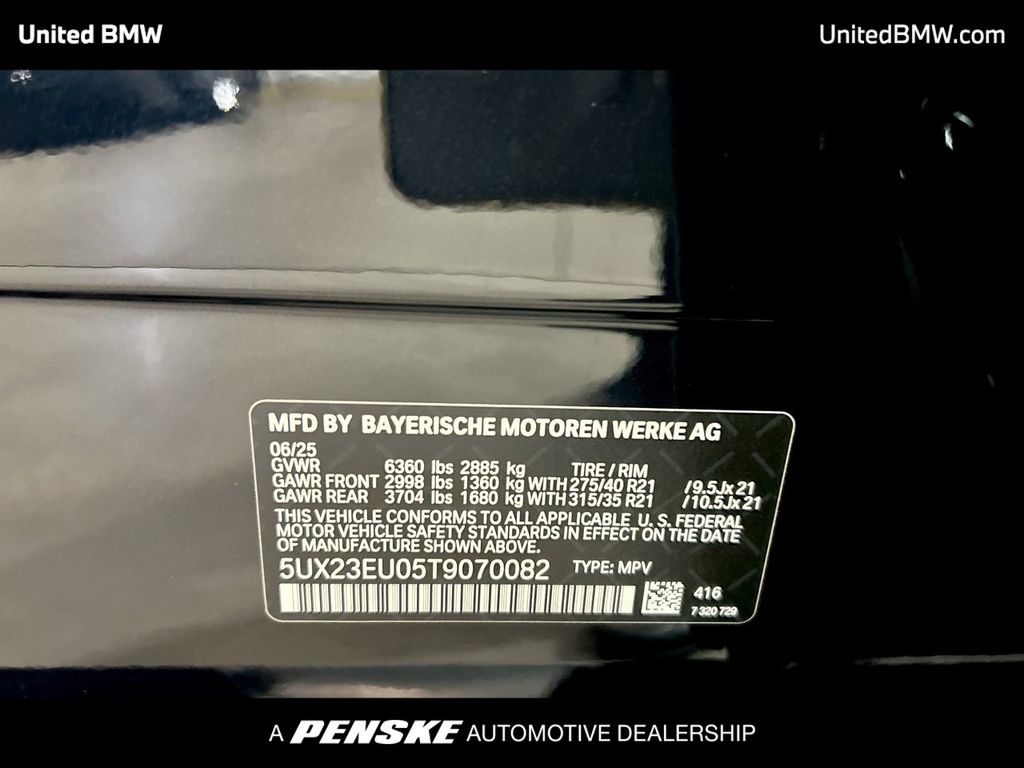 United BMW
UnitedBMW.com
MFD BY BAYERISCHE MOTOREN WERKE AG
06/25
GVWR 6360 lbs 2885 kg TIRE / RIM
GAWR FRONT 2998 lbs 1360 kg WITH 275/40 R21 /9.5Jx21
GAWR REAR 3704 lbs 1680 kg WITH 315/35 R21 /10.5Jx21
THIS VEHICLE CONFORMS TO ALL APPLICABLE U. S. FEDERAL
MOTOR VEHICLE SAFETY STANDARDS IN EFFECT ON THE DATE
OF MANUFACTURE SHOWN ABOVE.
5UX23EU05T9070082 TYPE: MPV
416
7 320 729
A PENSKE AUTOMOTIVE DEALERSHIP